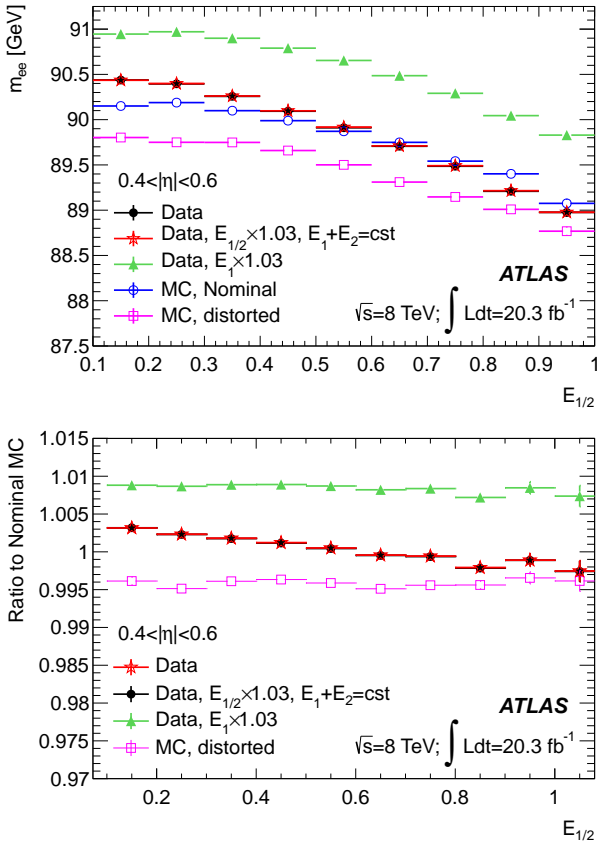 m_ee [GeV]
91
90.5
90
89.5
89
88.5
88
87.5
0.4<|η|<0.6
Data
Data, E_1/2×1.03, E_1+E_2=cst
Data, E_1×1.03
MC, Nominal
MC, distorted
ATLAS
√s=8 TeV; ∫ Ldt=20.3 fb^-1
0.1 0.2 0.3 0.4 0.5 0.6 0.7 0.8 0.9 1
E_1/2
Ratio to Nominal MC
1.015
1.01
1.005
1
0.995
0.99
0.985
0.98
0.975
0.97
0.4<|η|<0.6
Data
Data, E_1/2×1.03, E_1+E_2=cst
Data, E_1×1.03
MC, distorted
ATLAS
√s=8 TeV; ∫ Ldt=20.3 fb^-1
0.2 0.4 0.6 0.8 1
E_1/2